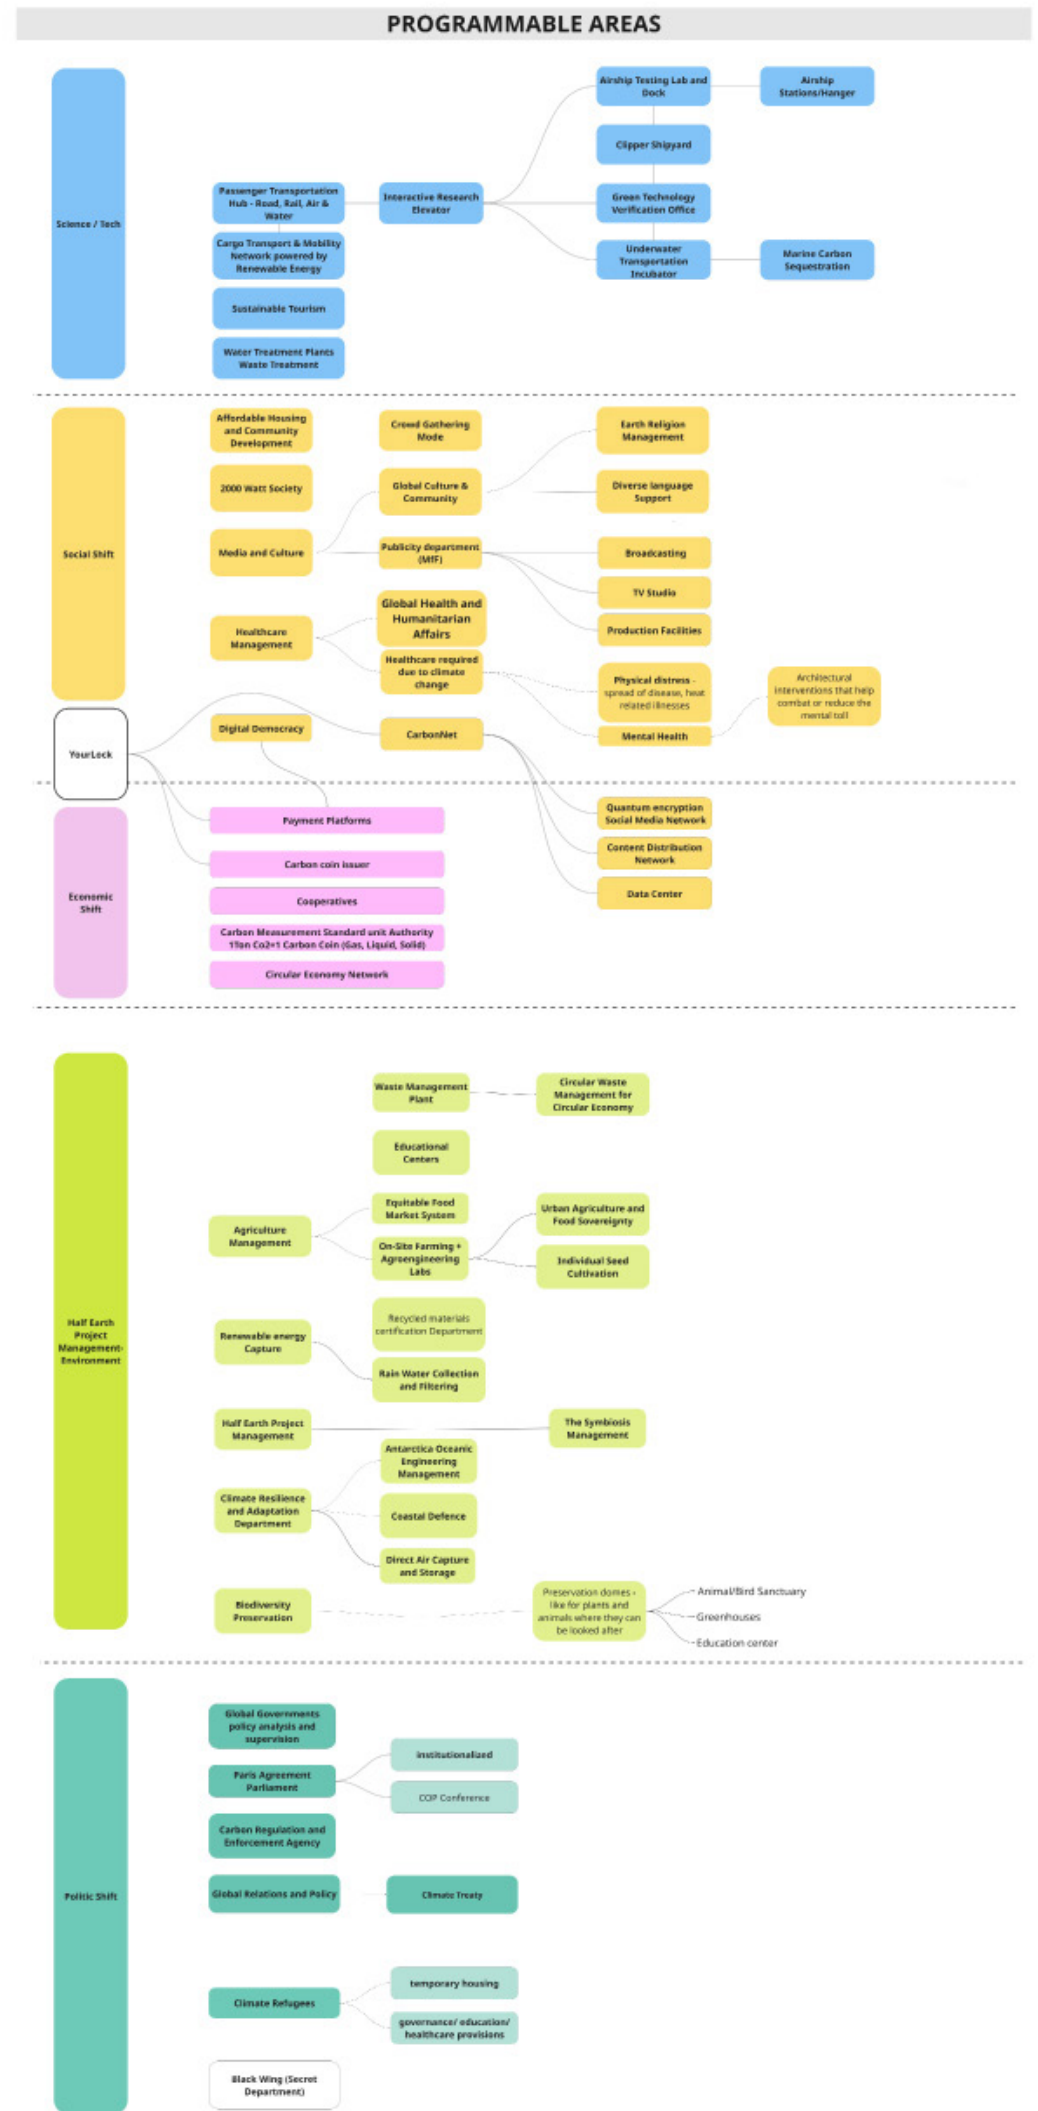 PROGRAMMABLE AREAS
Science / Tech
Passenger Transportation
Hub - Road, Rail, Air &
Water
Cargo Transport & Mobility
Network powered by
Renewable Energy
Sustainable Tourism
Water Treatment Plants
Waste Treatment
Interactive Research
Elevator
Airship Testing Lab and
Dock
Clipper Shipyard
Green Technology
Verification Office
Underwater
Transportation
Incubator
Airship
Stations/Hanger
Marine Carbon
Sequestration
Social Shift
Affordable Housing
and Community
Development
2000 Watt Society
Media and Culture
Healthcare
Management
Digital Democracy
Crowd Gathering
Mode
Global Culture &
Community
Publicity department
(MfF)
Global Health and
Humanitarian
Affairs
Healthcare required
due to climate
change
CarbonNet
Earth Religion
Management
Diverse language
Support
Broadcasting
TV Studio
Production Facilities
Physical distress -
spread of disease, heat
related illnesses
Mental Health
Architectural
interventions that help
combat or reduce the
mental toll
Quantum encryption
Social Media Network
Content Distribution
Network
Data Center
YourLock
Economic
Shift
Payment Platforms
Carbon coin issuer
Cooperatives
Carbon Measurement Standard unit Authority
1Ton Co2=1 Carbon Coin (Gas, Liquid, Solid)
Circular Economy Network
Half Earth
Project
Management-
Environment
Waste Management
Plant
Circular Waste
Management for
Circular Economy
Educational
Centers
Agriculture
Management
Equitable Food
Market System
On-Site Farming +
Agroengineering
Labs
Urban Agriculture and
Food Sovereignty
Individual Seed
Cultivation
Renewable energy
Capture
Recycled materials
certification Department
Rain Water Collection
and Filtering
Half Earth Project
Management
The Symbiosis
Management
Climate Resilience
and Adaptation
Department
Antarctica Oceanic
Engineering
Management
Coastal Defence
Direct Air Capture
and Storage
Biodiversity
Preservation
Preservation domes -
like for plants and
animals where they can
be looked after
Animal/Bird Sanctuary
Greenhouses
Education center
Politic Shift
Global Governments
policy analysis and
supervision
Paris Agreement
Parliament
institutionalized
COP Conference
Carbon Regulation and
Enforcement Agency
Global Relations and Policy
Climate Treaty
Climate Refugees
temporary housing
governance/ education/
healthcare provisions
Black Wing (Secret
Department)